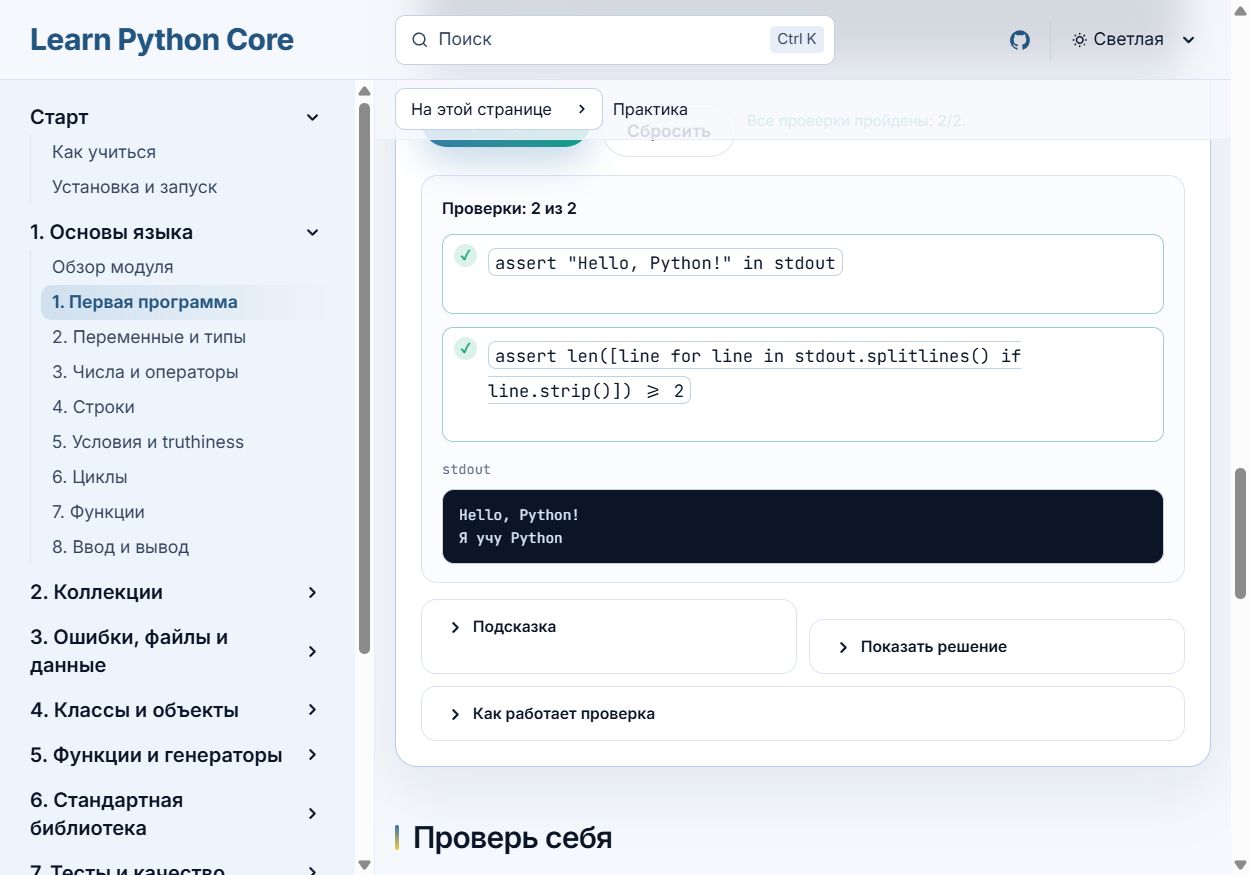 Learn Python Core
Поиск
Ctrl K
Светлая
Старт
Как учиться
Установка и запуск
1. Основы языка
Обзор модуля
1. Первая программа
2. Переменные и типы
3. Числа и операторы
4. Строки
5. Условия и truthiness
6. Циклы
7. Функции
8. Ввод и вывод
2. Коллекции
3. Ошибки, файлы и
данные
4. Классы и объекты
5. Функции и генераторы
6. Стандартная
библиотека
7. Тесты и качество
На этой странице
Практика
Сбросить
Все проверки пройдены: 2/2.
Проверки: 2 из 2
✓ assert "Hello, Python!" in stdout
✓ assert len([line for line in stdout.splitlines() if
line.strip()]) ⩾ 2
stdout
Hello, Python!
Я учу Python
Подсказка
Показать решение
Как работает проверка
Проверь себя